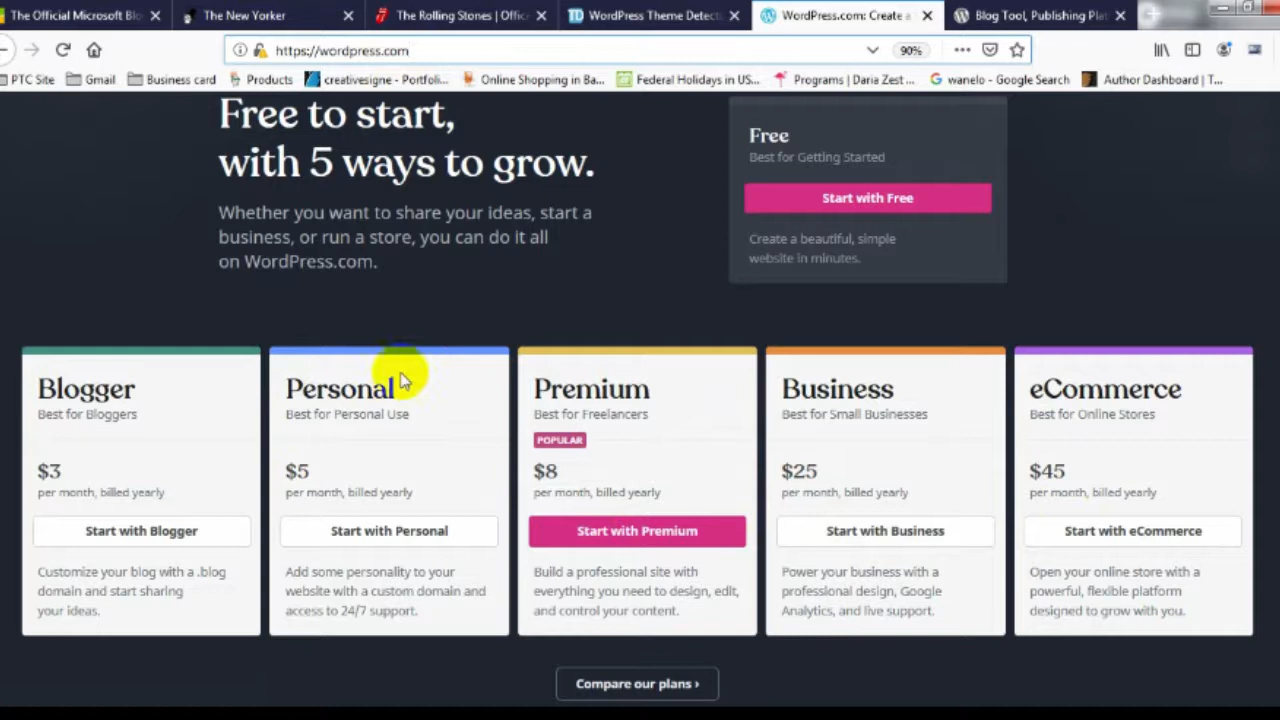 The Official Microsoft Blo
The New Yorker
The Rolling Stones | Offic
WordPress Theme Detect
WordPress.com: Create a
Blog Tool, Publishing Plat
https://wordpress.com
90%
PTC Site
Gmail
Business card
Products
creativesigne - Portfoli...
Online Shopping in Ba...
Federal Holidays in US...
Programs | Daria Zest ...
wanelo - Google Search
Author Dashboard | T...
Free to start,
with 5 ways to grow.
Whether you want to share your ideas, start a
business, or run a store, you can do it all
on WordPress.com.
Free
Best for Getting Started
Start with Free
Create a beautiful, simple
website in minutes.
Blogger
Best for Bloggers
$3
per month, billed yearly
Start with Blogger
Customize your blog with a .blog
domain and start sharing
your ideas.
Personal
Best for Personal Use
$5
per month, billed yearly
Start with Personal
Add some personality to your
website with a custom domain and
access to 24/7 support.
Premium
Best for Freelancers
POPULAR
$8
per month, billed yearly
Start with Premium
Build a professional site with
everything you need to design, edit,
and control your content.
Business
Best for Small Businesses
$25
per month, billed yearly
Start with Business
Power your business with a
professional design, Google
Analytics, and live support.
eCommerce
Best for Online Stores
$45
per month, billed yearly
Start with eCommerce
Open your online store with a
powerful, flexible platform
designed to grow with you.
Compare our plans ›